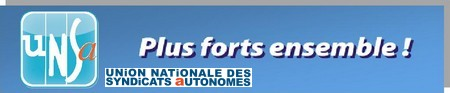 uNSa
Plus forts ensemble !
UNiON NATiONALE DES
SYNDiCATS aUTONOMES